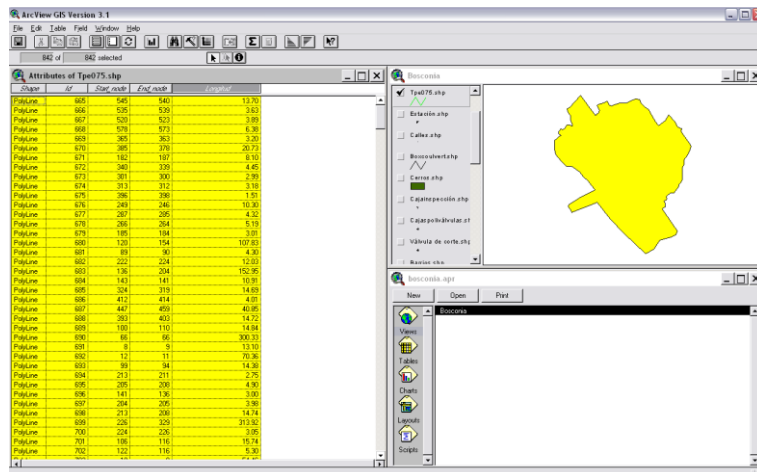 ArcView GIS Version 3.1
File Edit Table Field Window Help
842 of 842 selected
Attributes of Tpe075.shp
Shape Id Start_node End_node Longitud
PolyLine 665 545 540 13.70
PolyLine 666 535 539 3.63
PolyLine 667 520 523 3.89
PolyLine 668 578 573 6.38
PolyLine 669 365 363 3.20
PolyLine 670 385 378 20.73
PolyLine 671 182 187 8.10
PolyLine 672 340 339 4.45
PolyLine 673 301 300 2.99
PolyLine 674 313 312 3.18
PolyLine 675 396 398 1.51
PolyLine 676 249 246 10.30
PolyLine 677 287 285 4.32
PolyLine 678 266 264 5.19
PolyLine 679 185 184 3.01
PolyLine 680 120 154 107.83
PolyLine 681 89 90 4.30
PolyLine 682 222 224 12.03
PolyLine 683 136 204 152.95
PolyLine 684 143 141 10.91
PolyLine 685 324 319 14.69
PolyLine 686 412 414 4.01
PolyLine 687 447 459 40.85
PolyLine 688 393 403 14.72
PolyLine 689 100 110 14.84
PolyLine 690 66 66 300.33
PolyLine 691 8 9 13.10
PolyLine 692 12 11 70.36
PolyLine 693 99 94 14.38
PolyLine 694 213 211 2.75
PolyLine 695 205 208 4.90
PolyLine 696 141 136 3.00
PolyLine 697 204 205 3.98
PolyLine 698 213 208 14.74
PolyLine 699 226 329 313.92
PolyLine 700 224 226 3.05
PolyLine 701 106 116 15.74
PolyLine 702 122 116 5.30
Bosconia
Tpe075.shp
Estación.shp
Calles.shp
Boxcoulvert.shp
Cerros.shp
Cajainspección.shp
Cajaspoliválvulas.sh
Válvula de corte.shp
Barrios.shp
bosconia.apr
New Open Print
Bosconia
Views
Tables
Charts
Layouts
Scripts